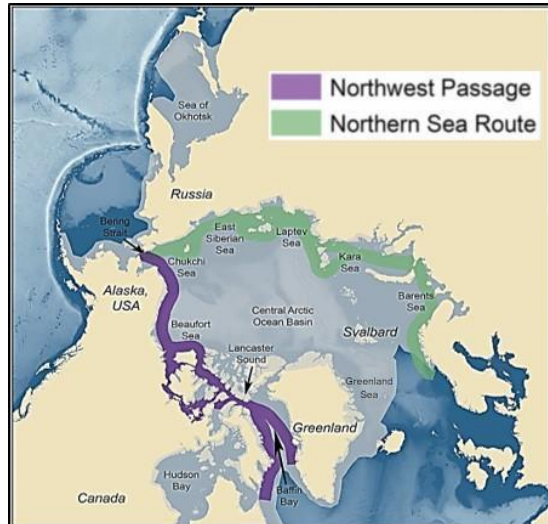 Northwest Passage
Northern Sea Route
Sea of
Okhotsk
Russia
Bering
Strait
East
Siberian
Sea
Laptev
Sea
Chukchi
Sea
Kara
Sea
Alaska,
USA
Barents
Sea
Central Arctic
Ocean Basin
Svalbard
Beaufort
Sea
Lancaster
Sound
Greenland
Sea
Greenland
Hudson
Bay
Baffin
Bay
Canada